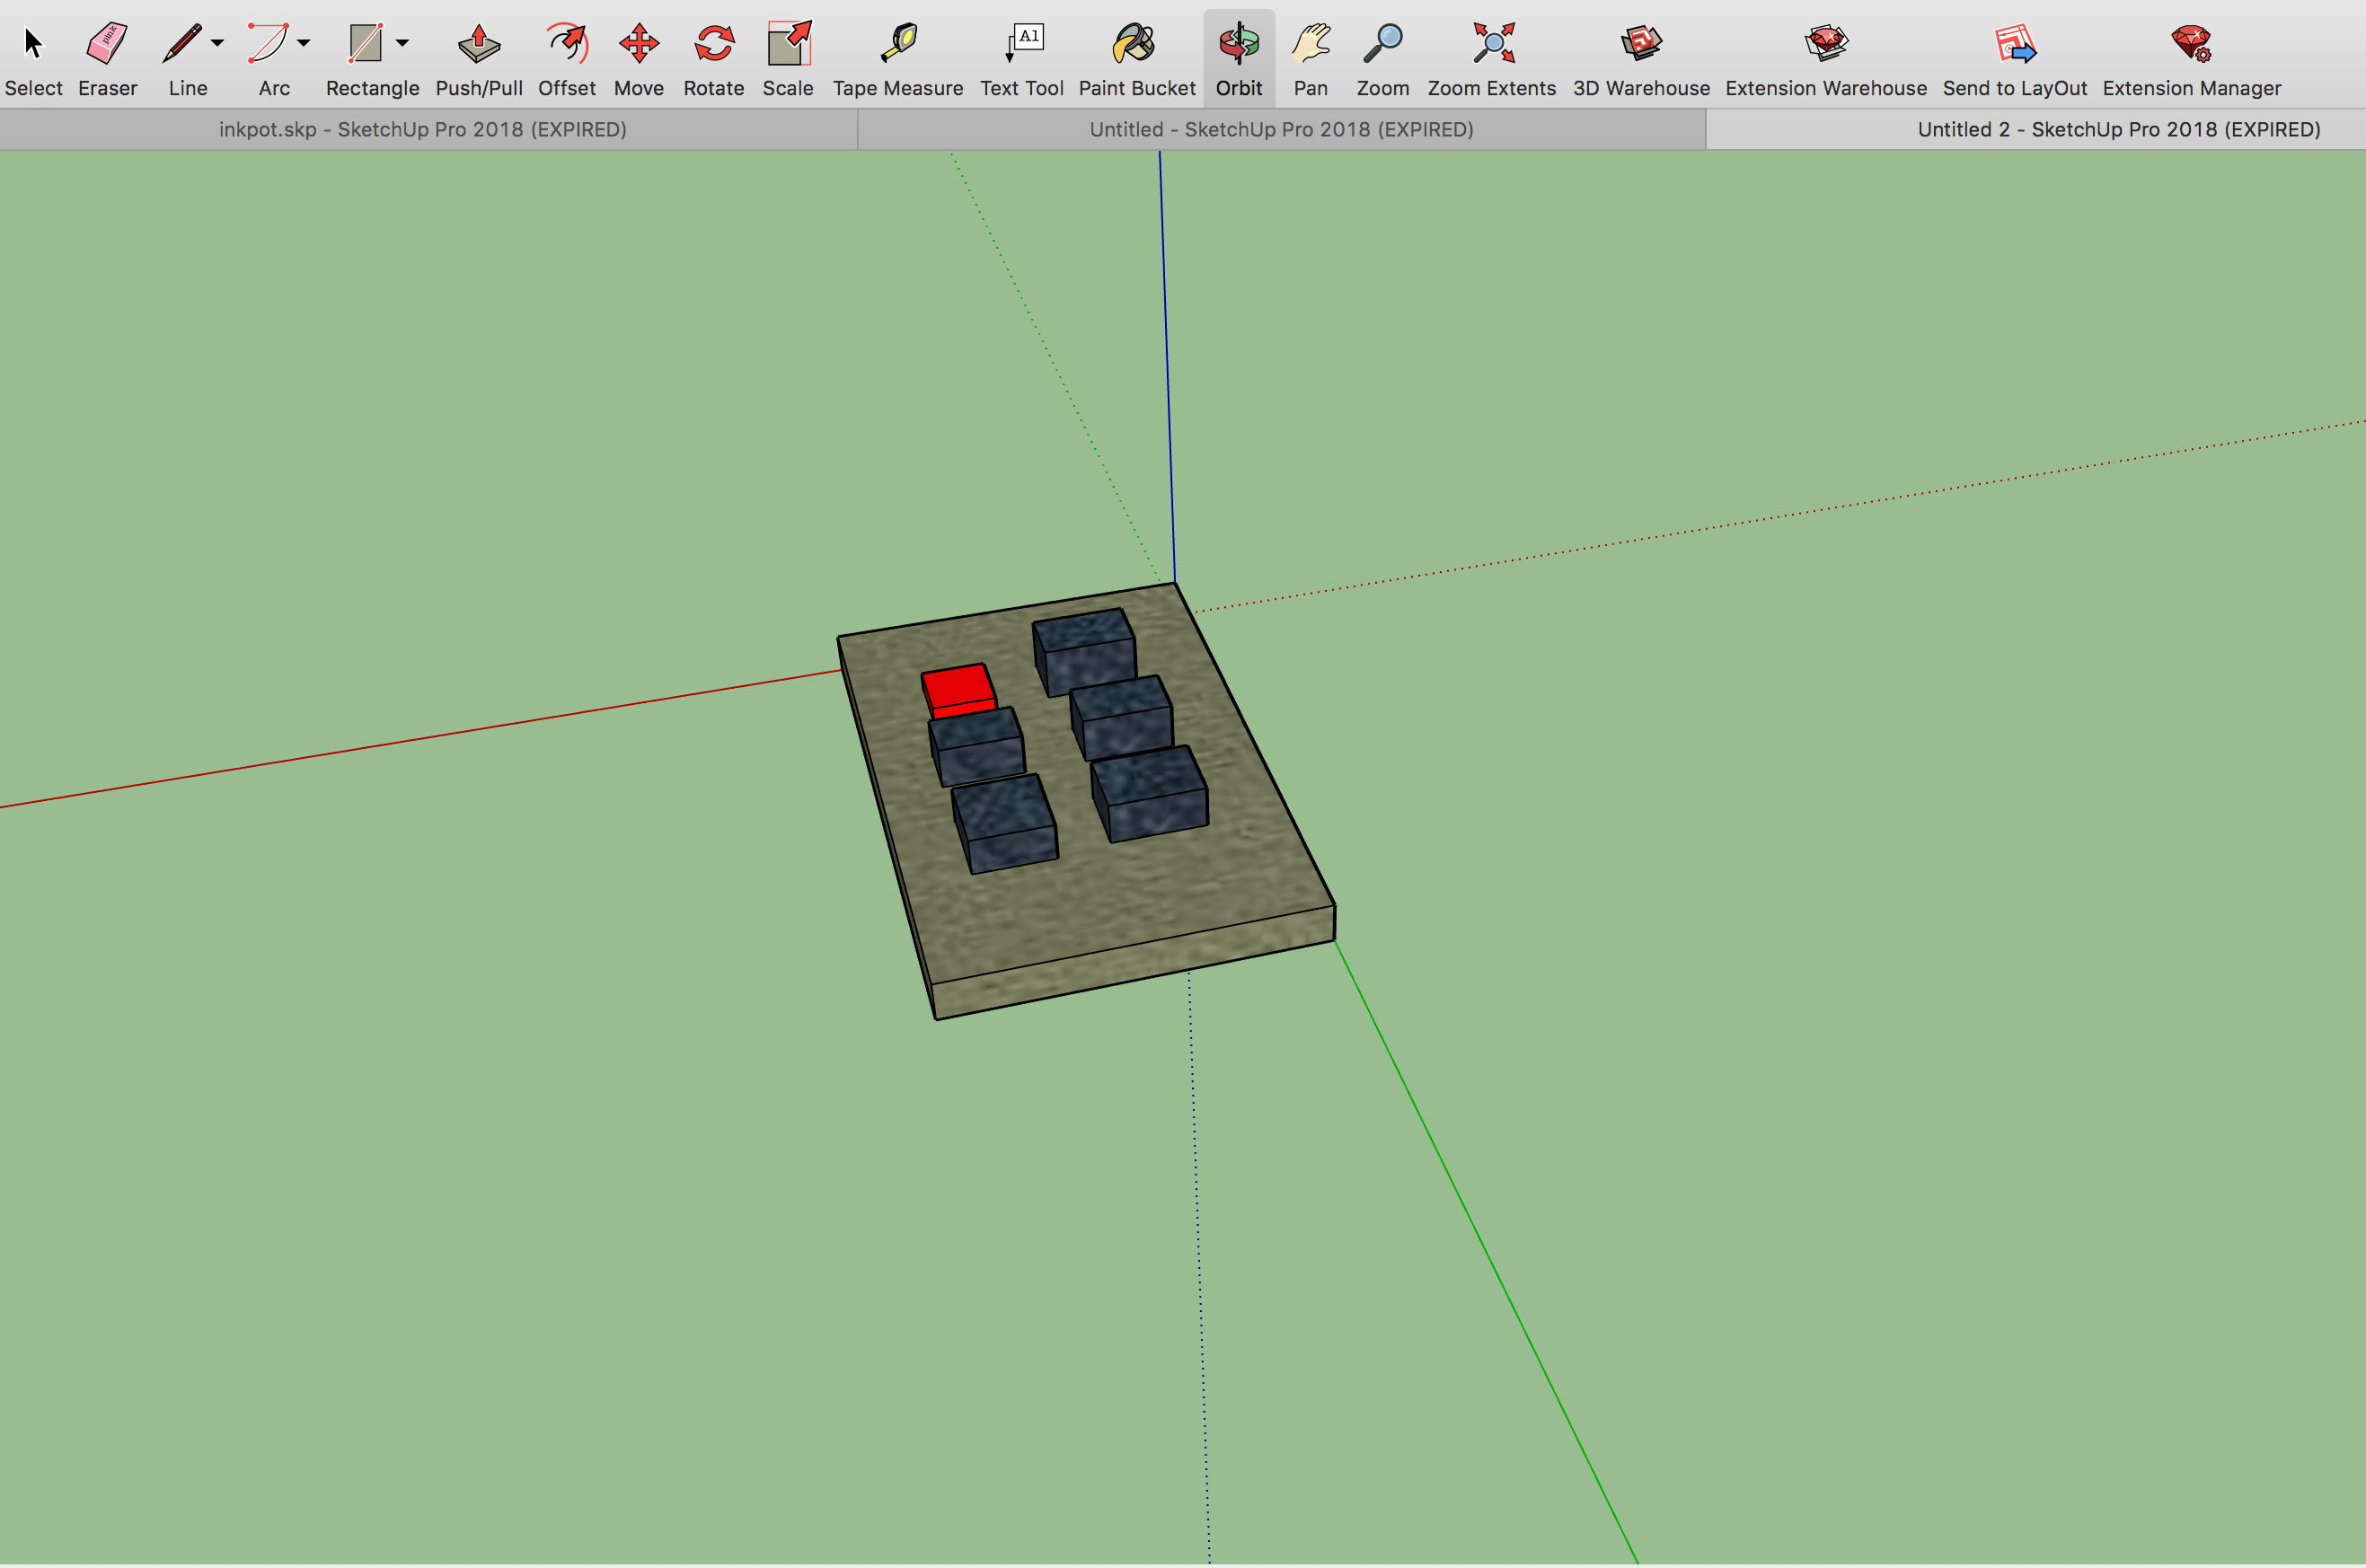 Select Eraser Line Arc Rectangle Push/Pull Offset Move Rotate Scale Tape Measure Text Tool Paint Bucket Orbit Pan Zoom Zoom Extents 3D Warehouse Extension Warehouse Send to LayOut Extension Manager
inkpot.skp - SketchUp Pro 2018 (EXPIRED) Untitled - SketchUp Pro 2018 (EXPIRED) Untitled 2 - SketchUp Pro 2018 (EXPIRED)